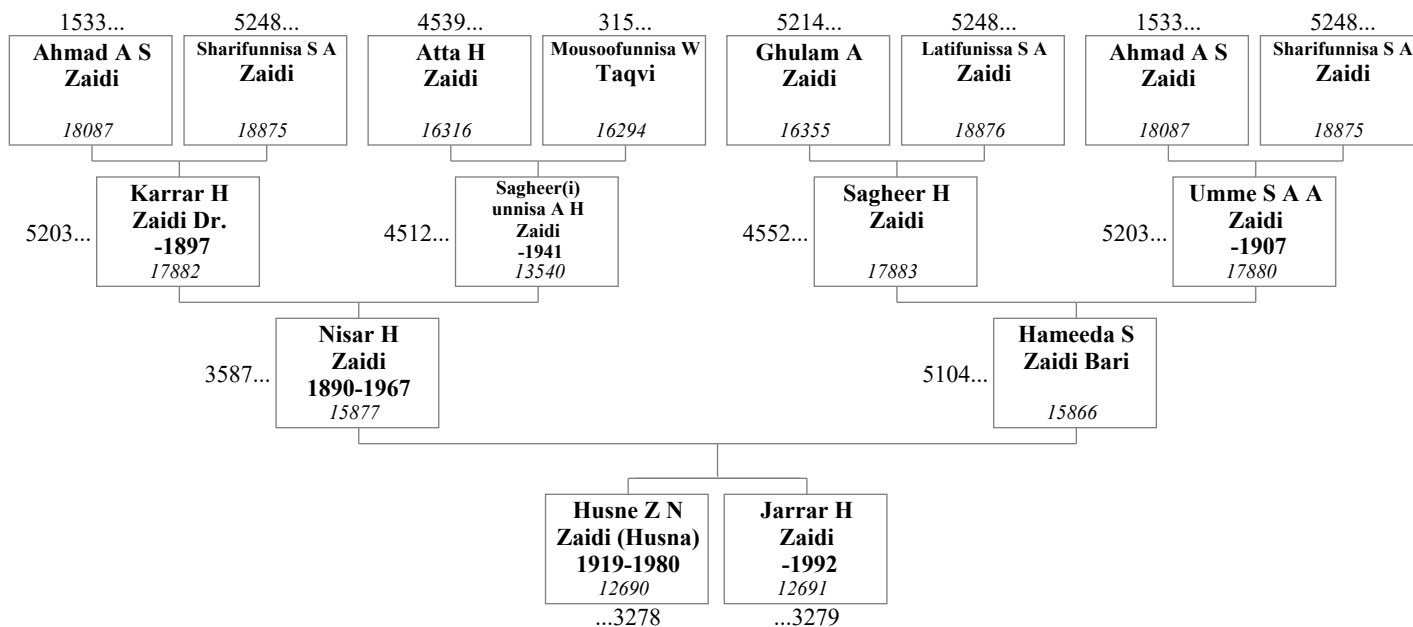 1533...
5248...
4539...
315...
5214...
5248...
1533...
5248...
Ahmad A S
Zaidi
18087
Sharifunnisa S A
Zaidi
18875
Atta H
Zaidi
16316
Mousoofunnisa W
Taqvi
16294
Ghulam A
Zaidi
16355
Latifunissa S A
Zaidi
18876
Ahmad A S
Zaidi
18087
Sharifunnisa S A
Zaidi
18875
5203...
Karrar H
Zaidi Dr.
-1897
17882
4512...
Sagheer(i)
unnisa A H
Zaidi
-1941
13540
4552...
Sagheer H
Zaidi
17883
5203...
Umme S A A
Zaidi
-1907
17880
3587...
Nisar H
Zaidi
1890-1967
15877
5104...
Hameeda S
Zaidi Bari
15866
Husne Z N
Zaidi (Husna)
1919-1980
12690
...3278
Jarrar H
Zaidi
-1992
12691
...3279